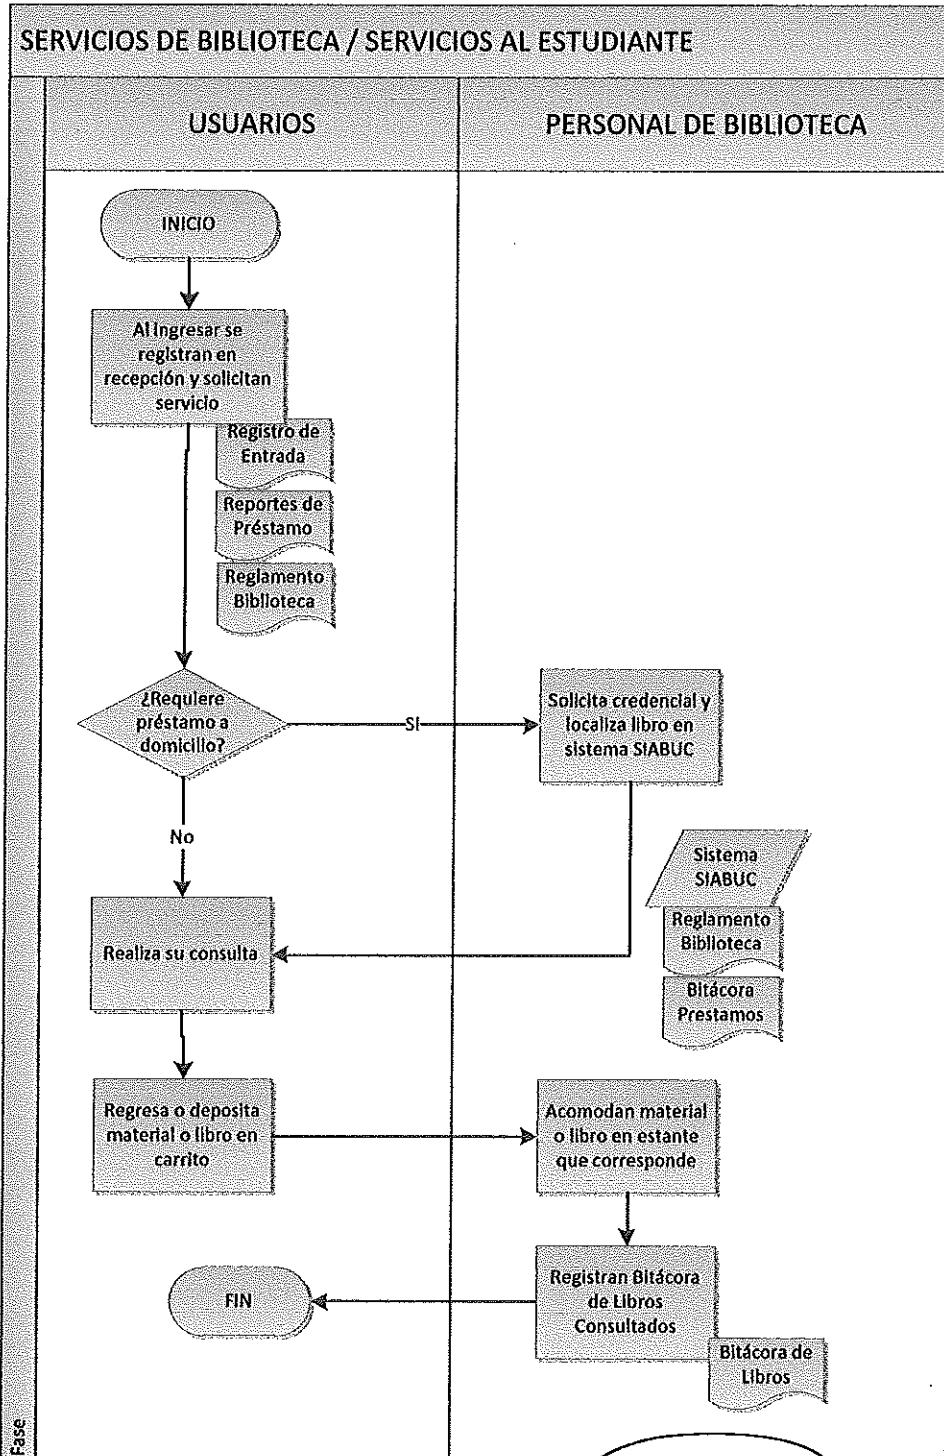 SERVICIOS DE BIBLIOTECA / SERVICIOS AL ESTUDIANTE
USUARIOS
PERSONAL DE BIBLIOTECA
INICIO
Al Ingresar se
registran en
recepción y solicitan
servicio
Registro de
Entrada
Reportes de
Préstamo
Reglamento
Biblioteca
¿Requiere
préstamo a
domicilio?
SI
Solicita credencial y
localiza libro en
sistema SIABUC
No
Sistema
SIABUC
Reglamento
Biblioteca
Bitácora
Prestamos
Realiza su consulta
Regresa o deposita
material o libro en
carrito
Acomodan material
o libro en estante
que corresponde
Registran Bitácora
de Libros
Consultados
Bitácora de
Libros
FIN
Fase